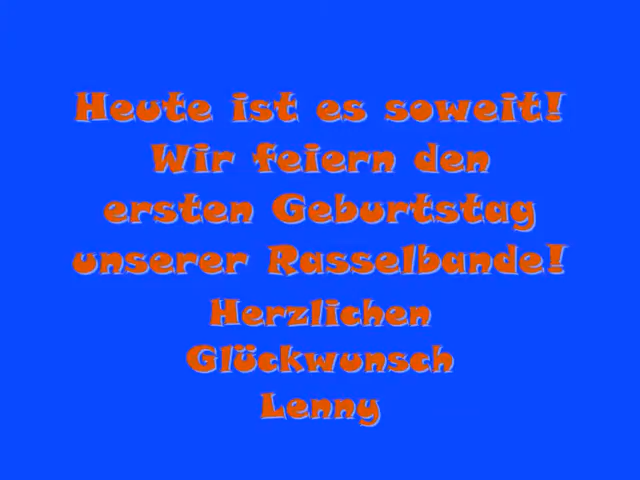 Heute ist es soweit!
Wir feiern den
ersten Geburtstag
unserer Rasselbande!
Herzlichen
Glückwunsch
Lenny